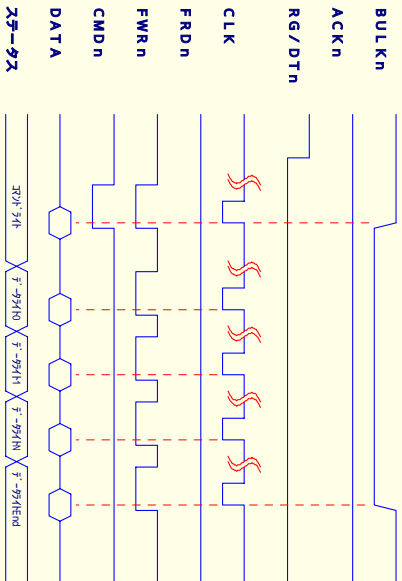 BULKn
ACKn
RG/DTn
CLK
FRDn
FWRn
CMDn
DATA
ステータス
コマンドライト
データライト0
データライト1
データライトN
データライトEnd